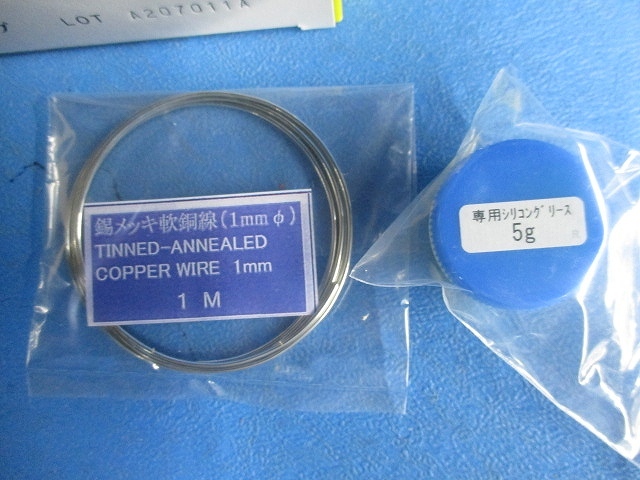 LOT A207011A
錫メッキ軟銅線(1mmφ)
TINNED-ANNEALED
COPPER WIRE 1mm
1 M
専用シリコングリース
5g